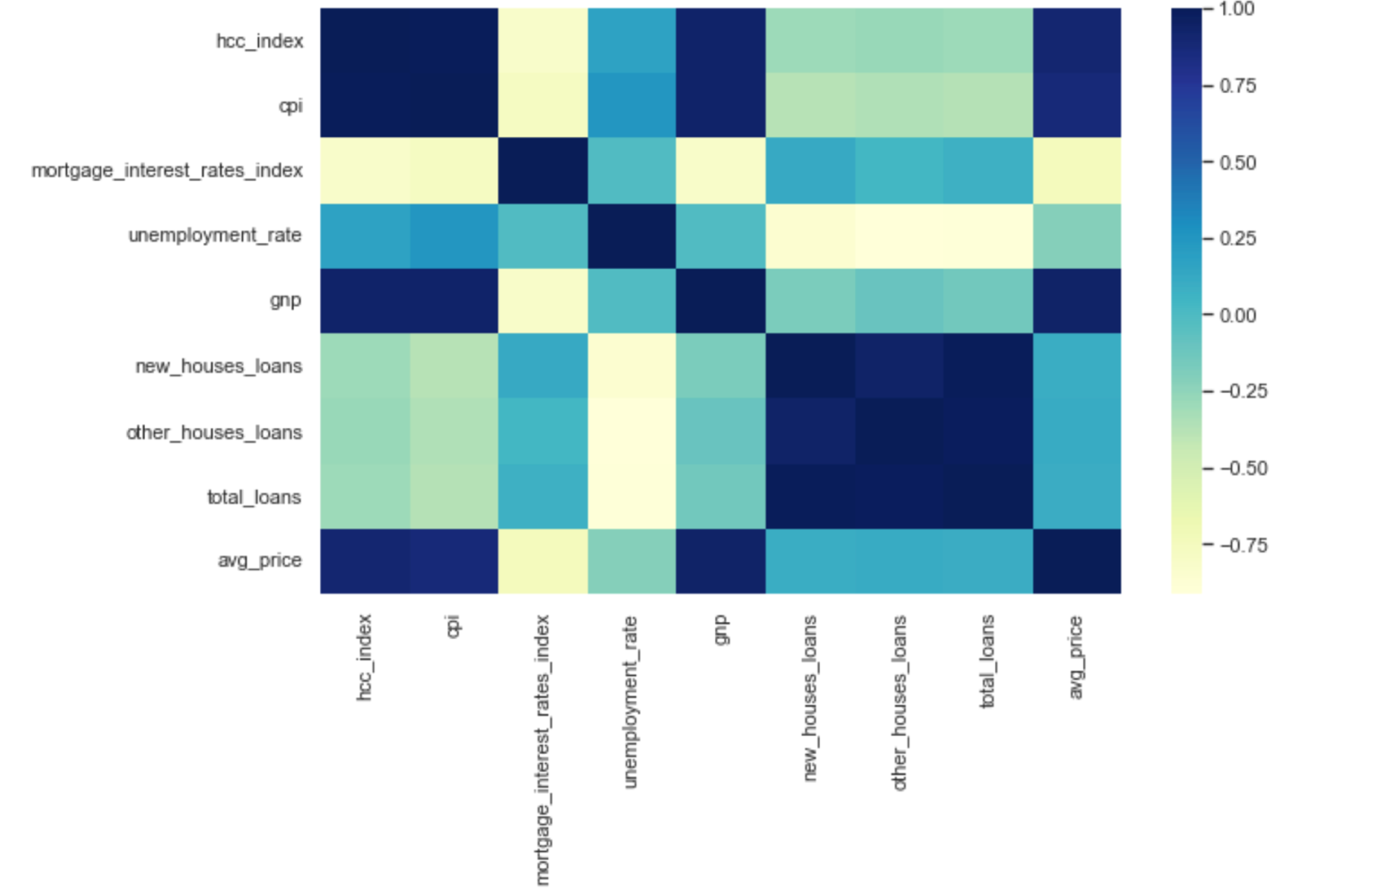 hcc_index
cpi
mortgage_interest_rates_index
unemployment_rate
gnp
new_houses_loans
other_houses_loans
total_loans
avg_price
hcc_index
cpi
mortgage_interest_rates_index
unemployment_rate
gnp
new_houses_loans
other_houses_loans
total_loans
avg_price
1.00
0.75
0.50
0.25
0.00
−0.25
−0.50
−0.75